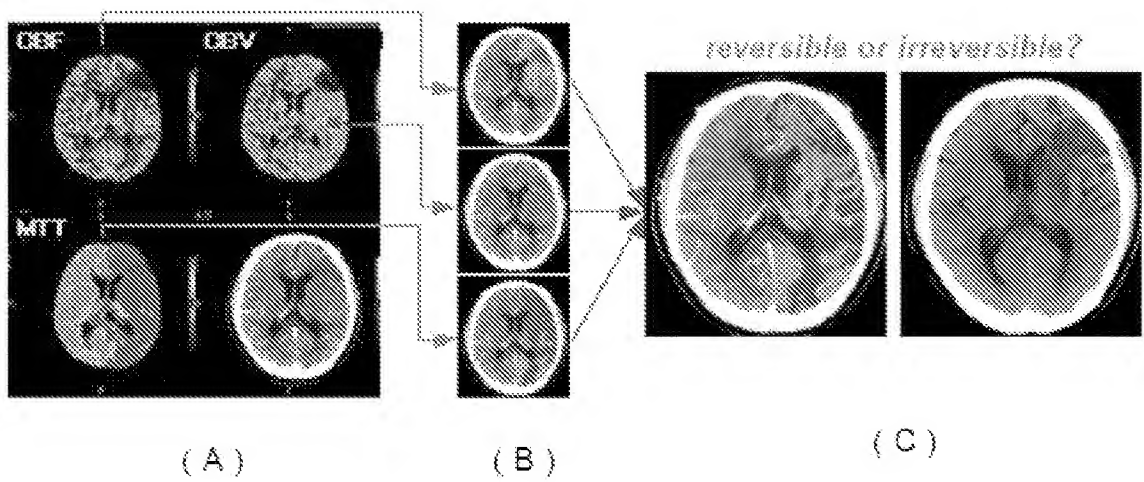 CBF CBV
reversible or irreversible?
MTT
( A ) ( B ) ( C )